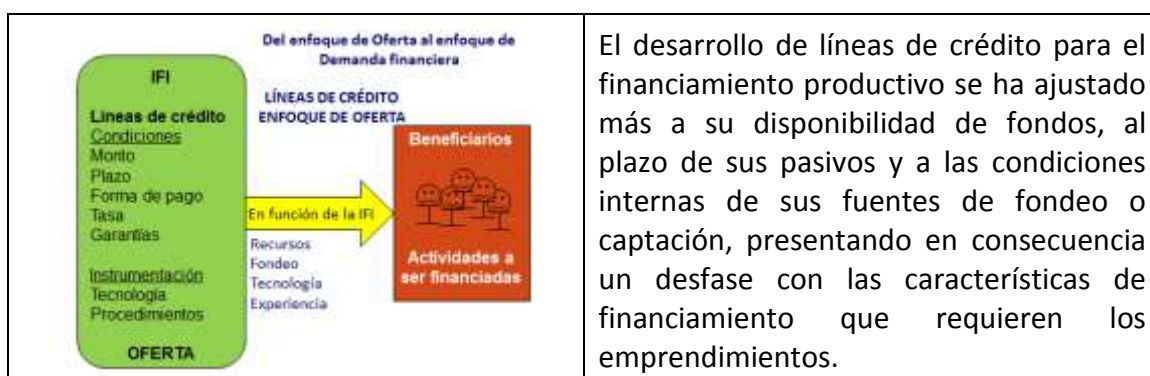 Del enfoque de Oferta al enfoque de
Demanda financiera
IFI
Líneas de crédito
Condiciones
Monto
Plazo
Forma de pago
Tasa
Garantías
Instrumentación
Tecnología
Procedimientos
OFERTA
LÍNEAS DE CRÉDITO
ENFOQUE DE OFERTA
En función de la IFI
Recursos
Fondeo
Tecnología
Experiencia
Beneficiarios
Actividades a
ser financiadas
El desarrollo de líneas de crédito para el
financiamiento productivo se ha ajustado
más a su disponibilidad de fondos, al
plazo de sus pasivos y a las condiciones
internas de sus fuentes de fondeo o
captación, presentando en consecuencia
un desfase con las características de
financiamiento que requieren los
emprendimientos.